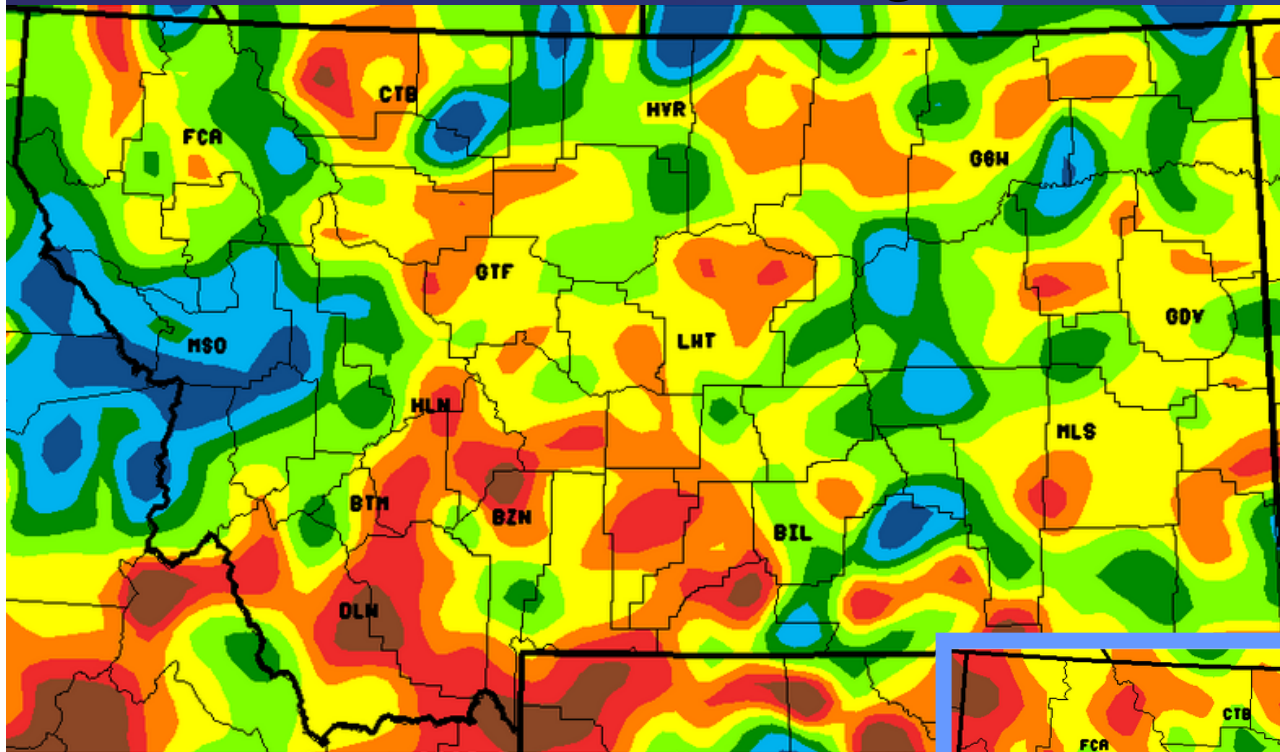 CTB
HVR
FCA
GGW
GTF
GDV
MSO
LWT
HLN
MLS
BTM
BZN
BIL
DLN
CTB
FCA